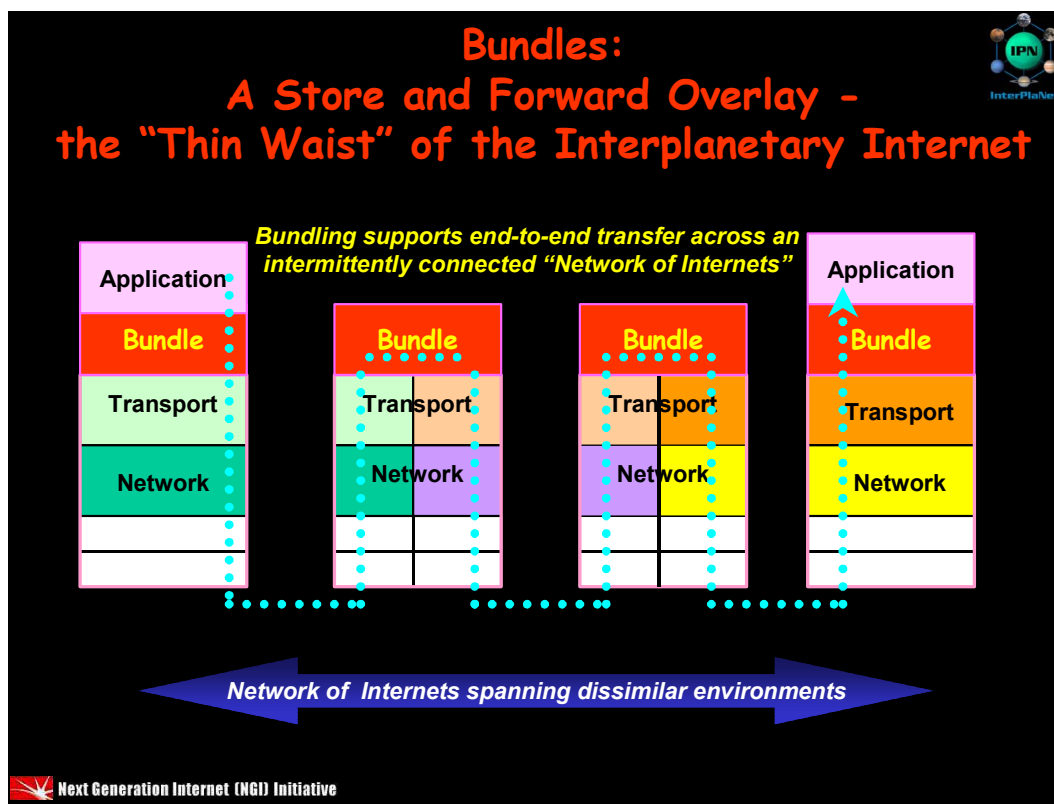 Bundles:
A Store and Forward Overlay -
the “Thin Waist” of the Interplanetary Internet
IPN
InterPlaNet
Bundling supports end-to-end transfer across an
intermittently connected “Network of Internets”
Application
Bundle
Transport
Network
Bundle
Transport
Network
Bundle
Transport
Network
Application
Bundle
Transport
Network
Network of Internets spanning dissimilar environments
Next Generation Internet (NGI) Initiative